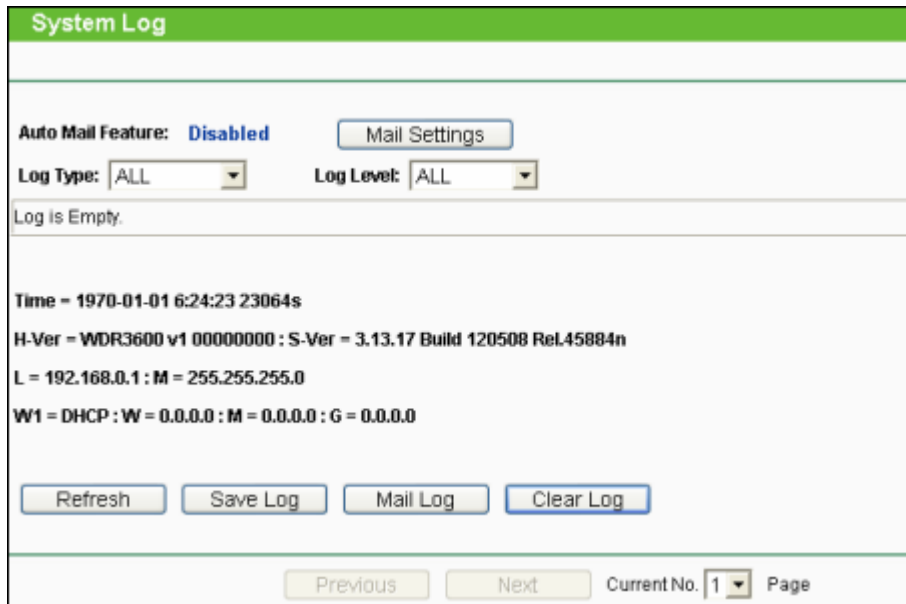 System Log
Auto Mail Feature: Disabled Mail Settings
Log Type: ALL Log Level: ALL
Log is Empty.
Time = 1970-01-01 6:24:23 23064s
H-Ver = WDR3600 v1 00000000 : S-Ver = 3.13.17 Build 120508 Rel.45884n
L = 192.168.0.1 : M = 255.255.255.0
W1 = DHCP : W = 0.0.0.0 : M = 0.0.0.0 : G = 0.0.0.0
Refresh Save Log Mail Log Clear Log
Previous Next Current No. 1 Page